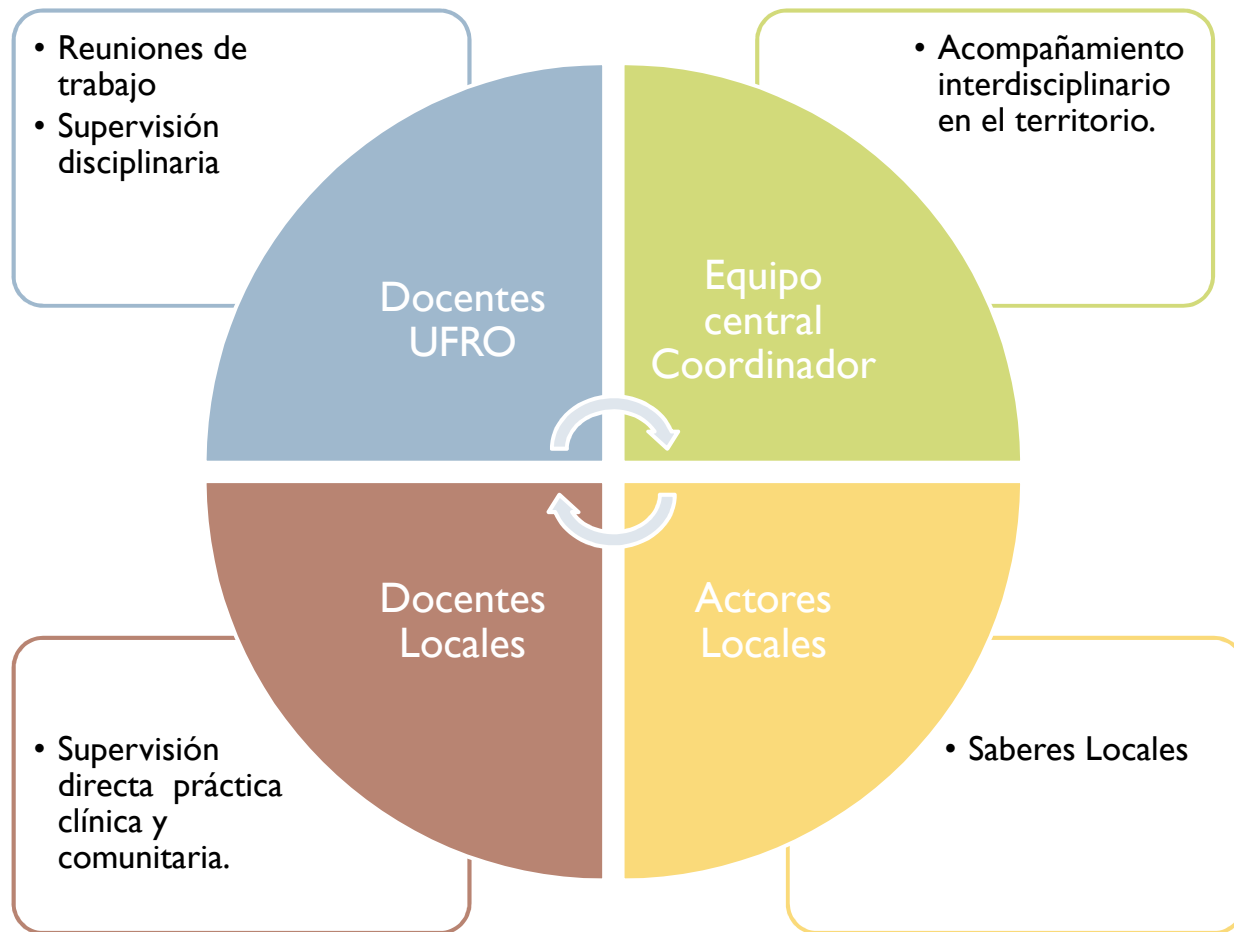 • Reuniones de
trabajo
• Supervisión
disciplinaria
• Acompañamiento
interdisciplinario
en el territorio.
Docentes
UFRO
Equipo
central
Coordinador
Docentes
Locales
Actores
Locales
• Supervisión
directa práctica
clínica y
comunitaria.
• Saberes Locales